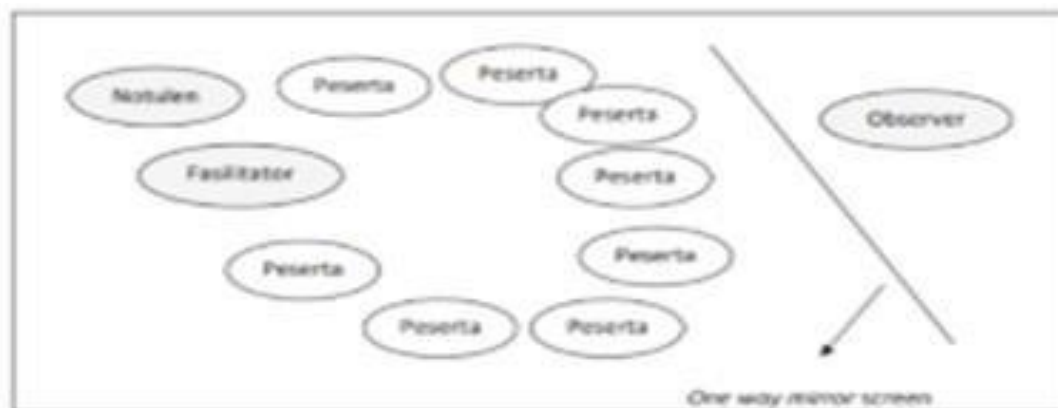 Peserta
Peserta
Notulen
Peserta
Observer
Fasilitator
Peserta
Peserta
Peserta
Peserta
Peserta
One way mirror screen